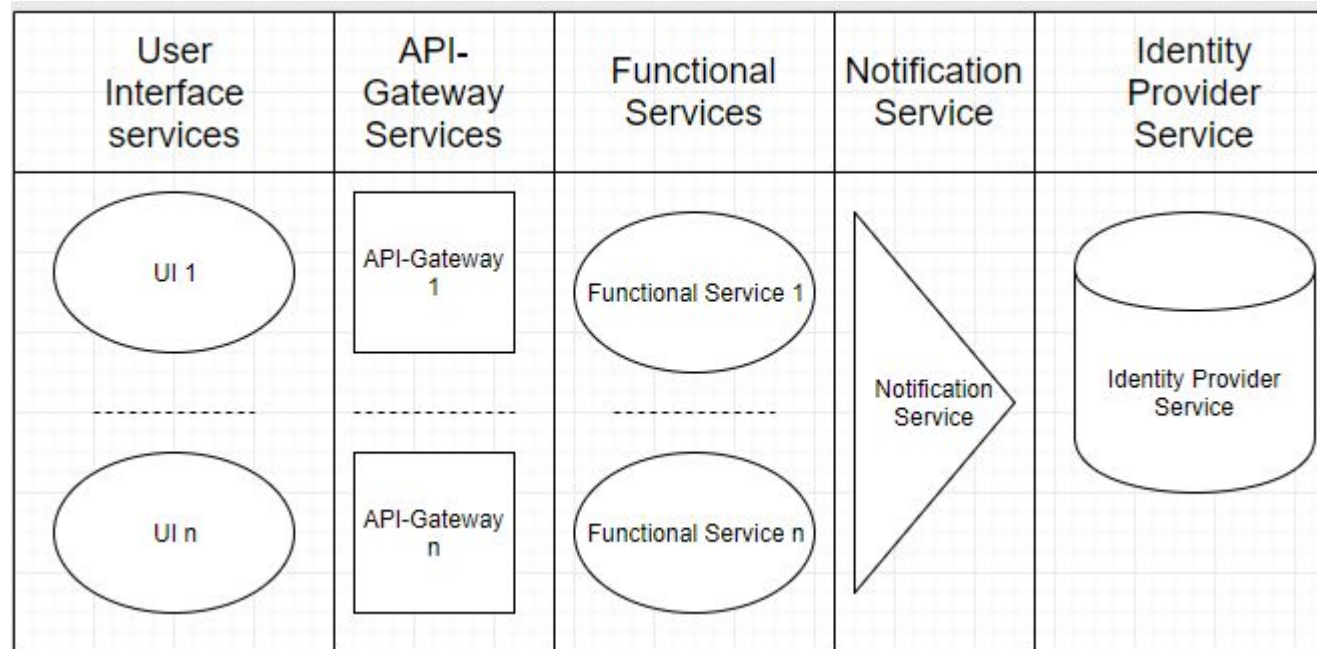 User
Interface
services
API-
Gateway
Services
Functional
Services
Notification
Service
Identity
Provider
Service
UI 1
API-Gateway
1
Functional Service 1
Notification
Service
Identity Provider
Service
UI n
API-Gateway
n
Functional Service n